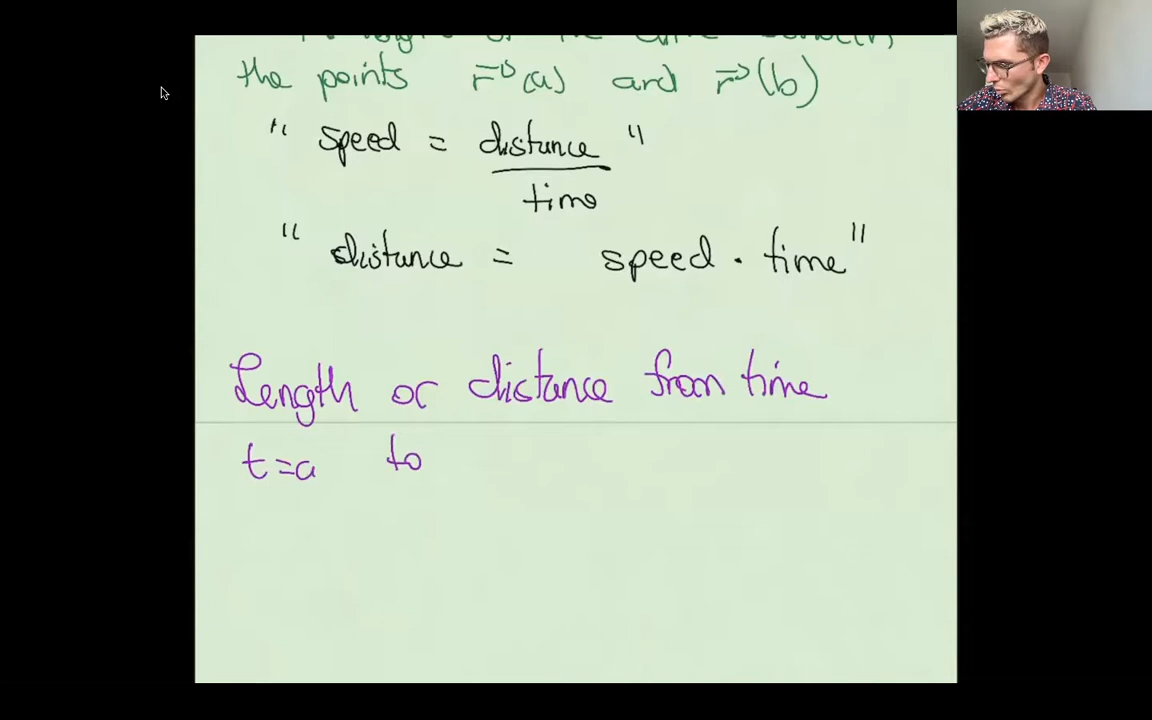 the points r⃗(a) and r⃗(b)
" speed = distance "
time
" distance = speed · time "
Length or distance from time
t=a to